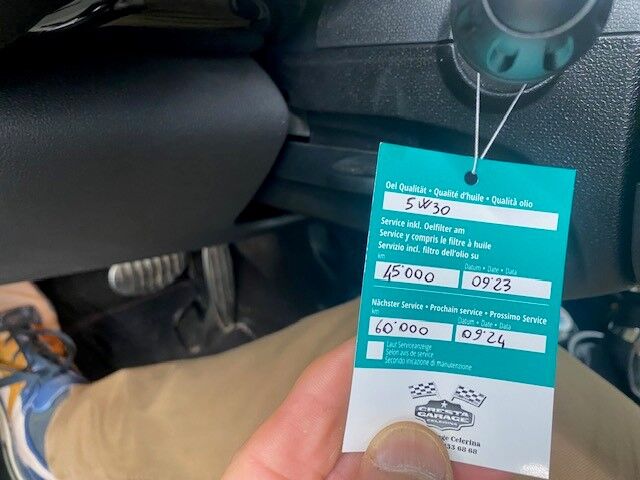 Oel Qualität • Qualité d'huile • Qualità olio
5W30
Service inkl. Oelfilter am
Service y compris le filtre à huile
Servizio incl. filtro dell'olio su
km Datum • Date • Data
45'000 09'23
Nächster Service • Prochain service • Prossimo Service
km Datum • Date • Data
60'000 09'24
Laut Serviceanzeige
Selon avis de service
Secondo incazione di manutenzione
CRESTA
GARAGE
CELERINA
Celerina
33 68 68